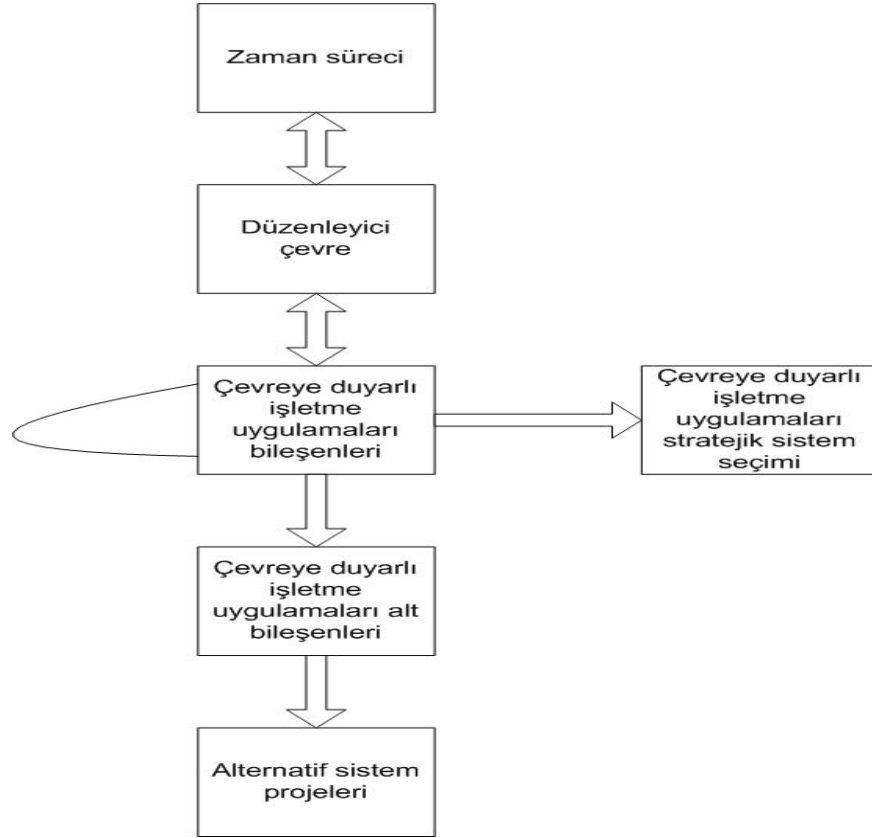 Zaman süreci
Düzenleyici
çevre
Çevreye duyarlı
işletme
uygulamaları
bileşenleri
Çevreye duyarlı
işletme
uygulamaları
stratejik sistem
seçimi
Çevreye duyarlı
işletme
uygulamaları alt
bileşenleri
Alternatif sistem
projeleri